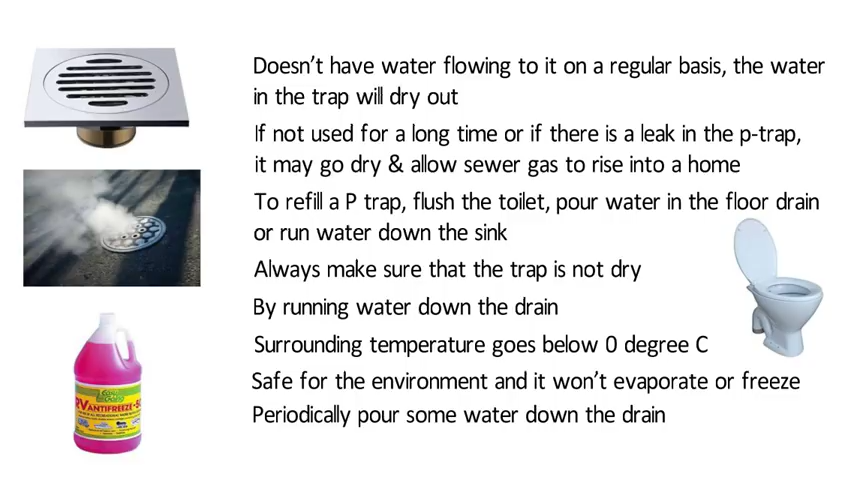 Doesn't have water flowing to it on a regular basis, the water
in the trap will dry out
If not used for a long time or if there is a leak in the p-trap,
it may go dry & allow sewer gas to rise into a home
To refill a P trap, flush the toilet, pour water in the floor drain
or run water down the sink
Always make sure that the trap is not dry
By running water down the drain
Surrounding temperature goes below 0 degree C
Safe for the environment and it won't evaporate or freeze
Periodically pour some water down the drain
RVANTIFREEZE-50